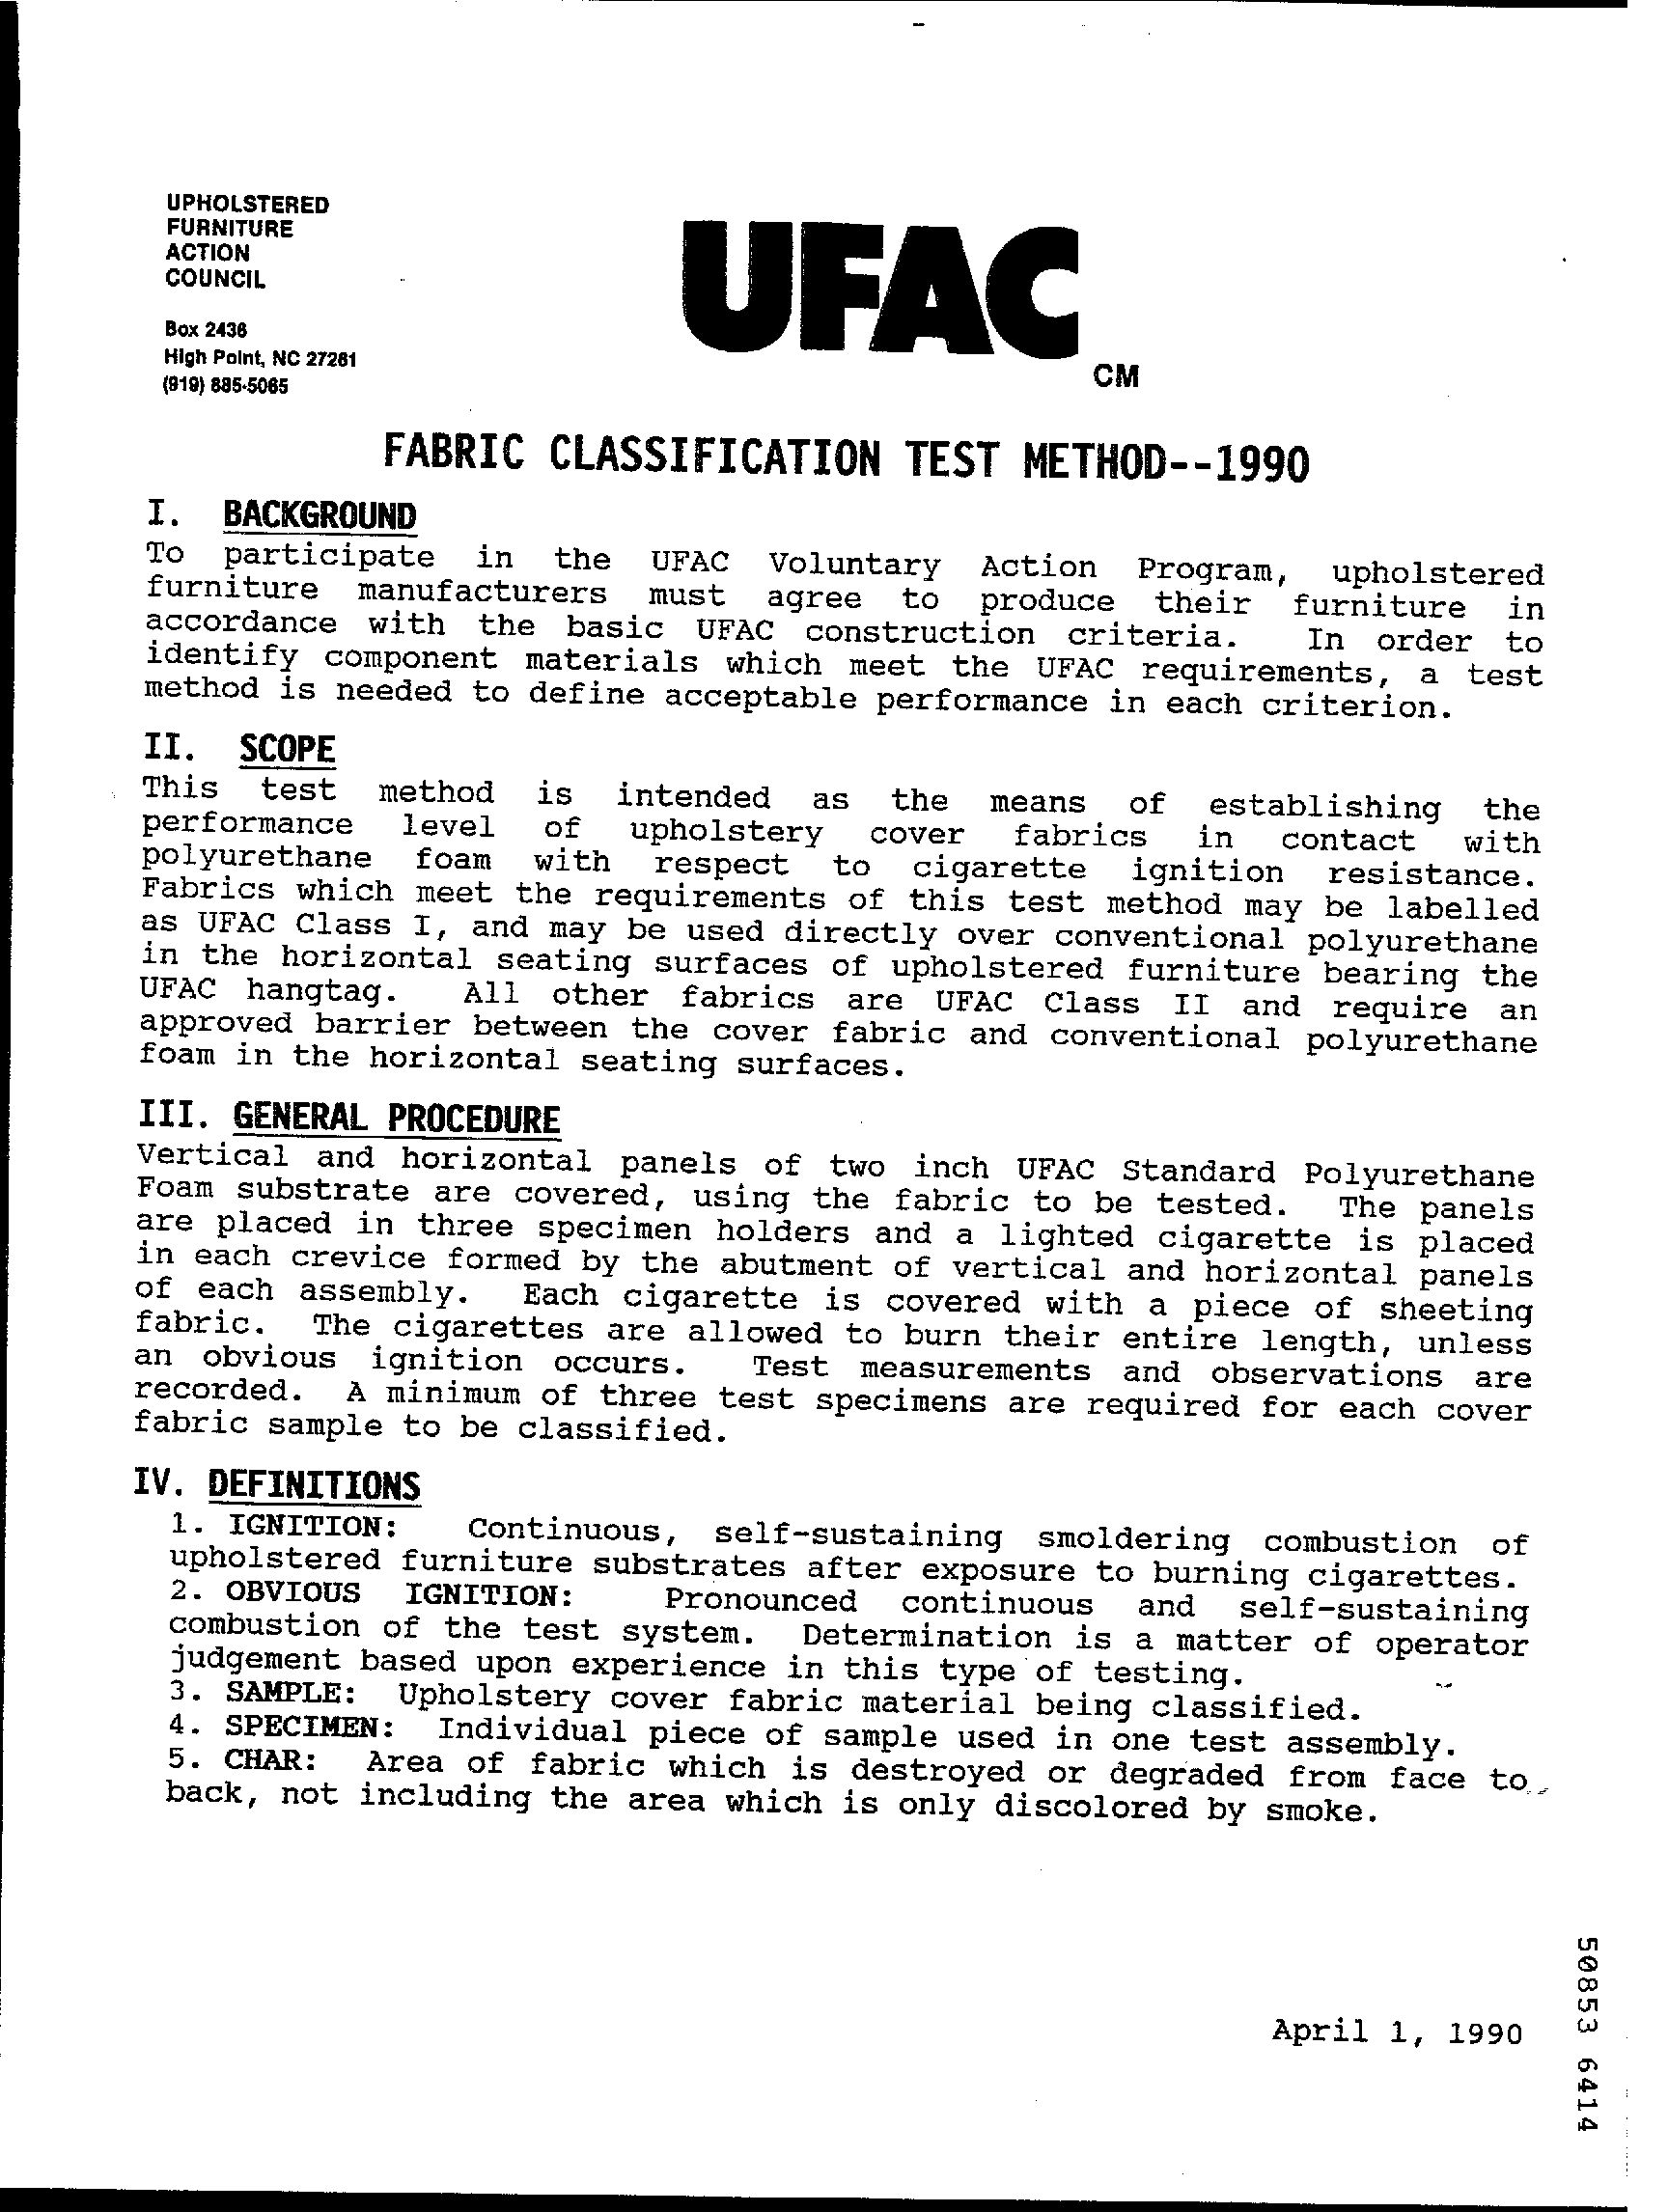 UPHOLSTERED
FURNITURE
ACTION
COUNCIL
Box 2436
High Point, NC 27261
(919) 885-5065
UFAC
CM
FABRIC CLASSIFICATION TEST METHOD--1990
I. BACKGROUND
To participate in the UFAC Voluntary Action Program, upholstered
furniture manufacturers must agree to produce their furniture in
accordance with the basic UFAC construction criteria. In order to
identify component materials which meet the UFAC requirements, a test
method is needed to define acceptable performance in each criterion.
II. SCOPE
This test method is intended as the means of establishing the
performance level of upholstery cover fabrics in contact with
polyurethane foam with respect to cigarette ignition resistance.
Fabrics which meet the requirements of this test method may be labelled
as UFAC Class I, and may be used directly over conventional polyurethane
in the horizontal seating surfaces of upholstered furniture bearing the
UFAC hangtag. All other fabrics are UFAC Class II and require an
approved barrier between the cover fabric and conventional polyurethane
foam in the horizontal seating surfaces.
III. GENERAL PROCEDURE
Vertical and horizontal panels of two inch UFAC Standard Polyurethane
Foam substrate are covered, using the fabric to be tested. The panels
are placed in three specimen holders and a lighted cigarette is placed
in each crevice formed by the abutment of vertical and horizontal panels
of each assembly. Each cigarette is covered with a piece of sheeting
fabric. The cigarettes are allowed to burn their entire length, unless
an obvious ignition occurs. Test measurements and observations are
recorded. A minimum of three test specimens are required for each cover
fabric sample to be classified.
IV. DEFINITIONS
1. IGNITION: Continuous, self-sustaining smoldering combustion of
upholstered furniture substrates after exposure to burning cigarettes.
2. OBVIOUS IGNITION: Pronounced continuous and self-sustaining
combustion of the test system. Determination is a matter of operator
judgement based upon experience in this type of testing.
3. SAMPLE: Upholstery cover fabric material being classified.
4. SPECIMEN: Individual piece of sample used in one test assembly.
5. CHAR: Area of fabric which is destroyed or degraded from face to
back, not including the area which is only discolored by smoke.
April 1, 1990
50853 6414